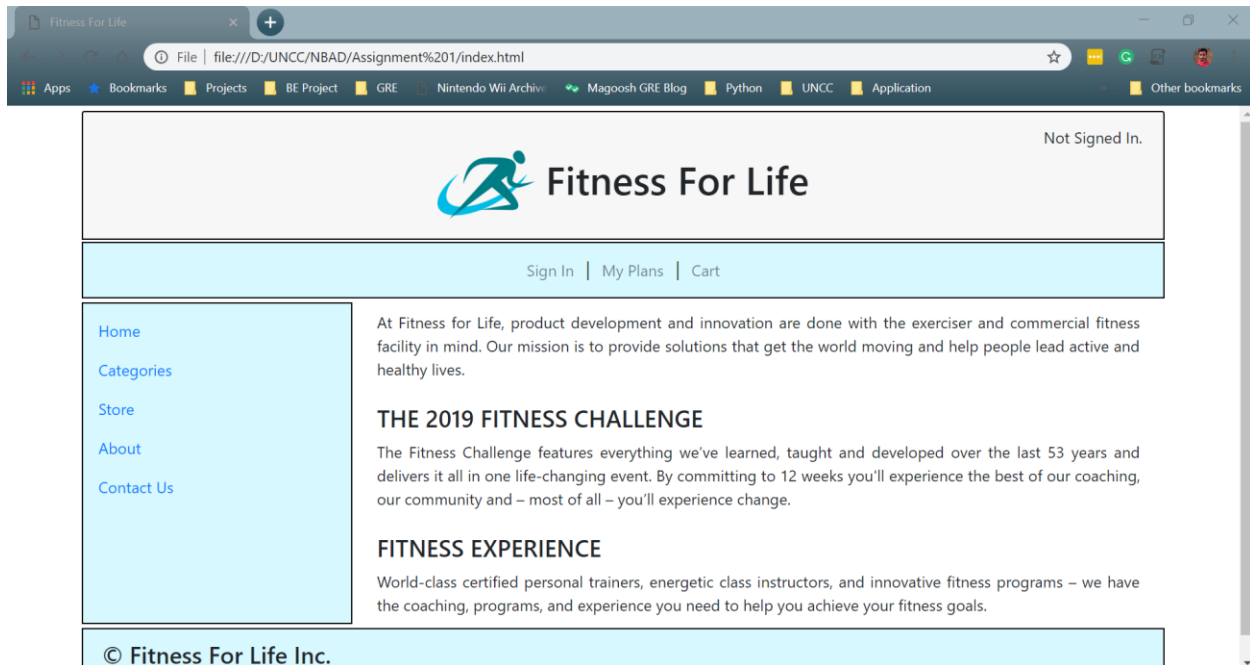 Fitness For Life
File | file:///D:/UNCC/NBAD/Assignment%201/index.html
Apps Bookmarks Projects BE Project GRE Nintendo Wii Archive Magoosh GRE Blog Python UNCC Application Other bookmarks
Not Signed In.
Fitness For Life
Sign In | My Plans | Cart
Home
Categories
Store
About
Contact Us
At Fitness for Life, product development and innovation are done with the exerciser and commercial fitness
facility in mind. Our mission is to provide solutions that get the world moving and help people lead active and
healthy lives.
THE 2019 FITNESS CHALLENGE
The Fitness Challenge features everything we've learned, taught and developed over the last 53 years and
delivers it all in one life-changing event. By committing to 12 weeks you'll experience the best of our coaching,
our community and – most of all – you'll experience change.
FITNESS EXPERIENCE
World-class certified personal trainers, energetic class instructors, and innovative fitness programs – we have
the coaching, programs, and experience you need to help you achieve your fitness goals.
© Fitness For Life Inc.